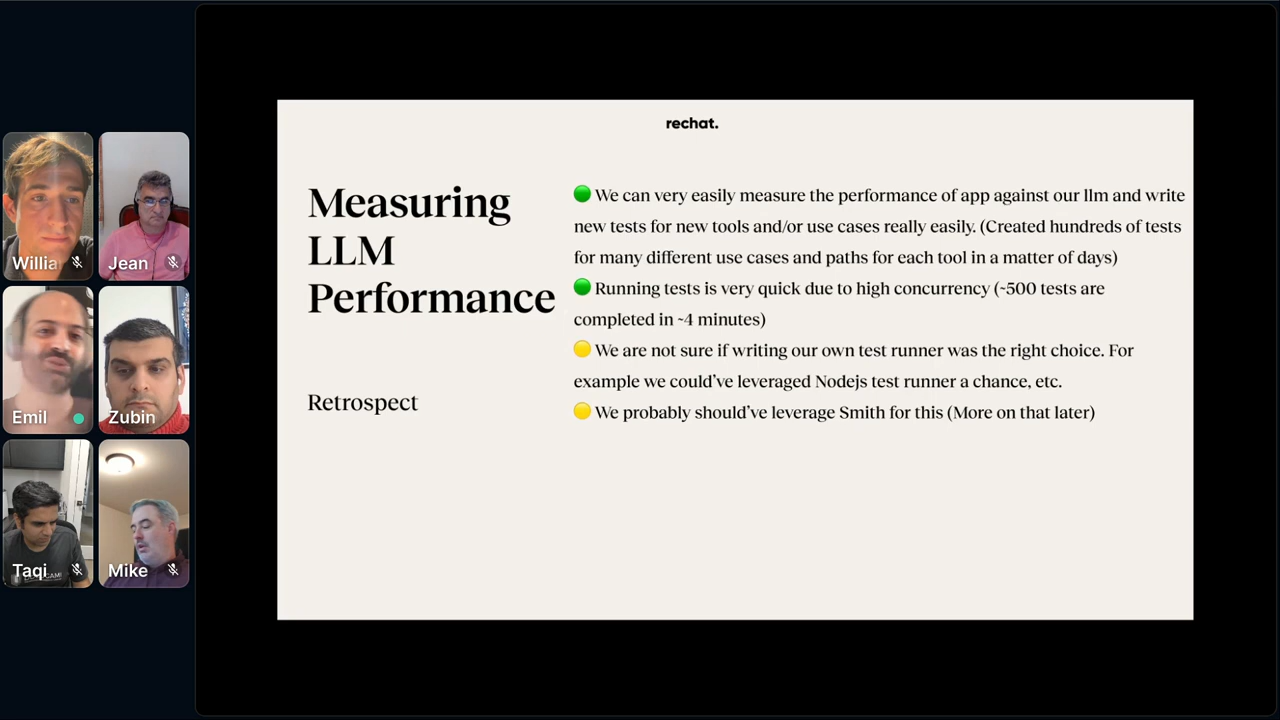 rechat.
Measuring
LLM
Performance
Retrospect
🟢 We can very easily measure the performance of app against our llm and write
new tests for new tools and/or use cases really easily. (Created hundreds of tests
for many different use cases and paths for each tool in a matter of days)
🟢 Running tests is very quick due to high concurrency (~500 tests are
completed in ~4 minutes)
🟡 We are not sure if writing our own test runner was the right choice. For
example we could've leveraged Nodejs test runner a chance, etc.
🟡 We probably should've leverage Smith for this (More on that later)
Willia
Jean
Emil
Zubin
Taqi
Mike